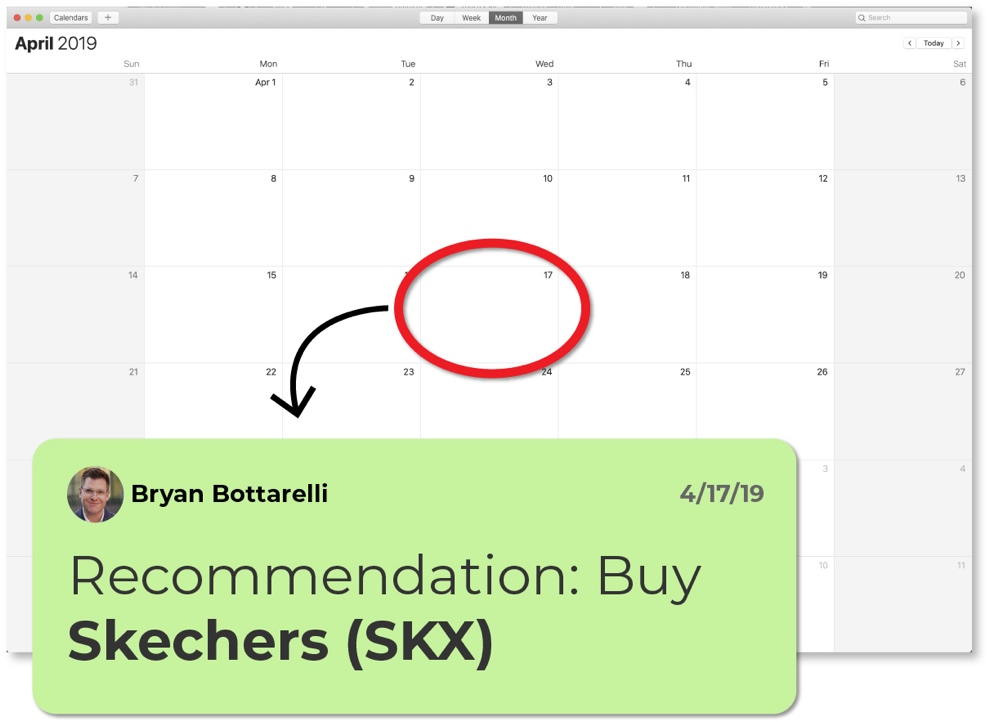 Calendars + Day Week Month Year Search
April 2019
< Today >
Sun Mon Tue Wed Thu Fri Sat
31 Apr 1 2 3 4 5 6
7 8 9 10 11 12 13
14 15 17 18 19 20
21 22 23 24 25 26 27
3 4
10 11
Bryan Bottarelli 4/17/19
Recommendation: Buy
Skechers (SKX)